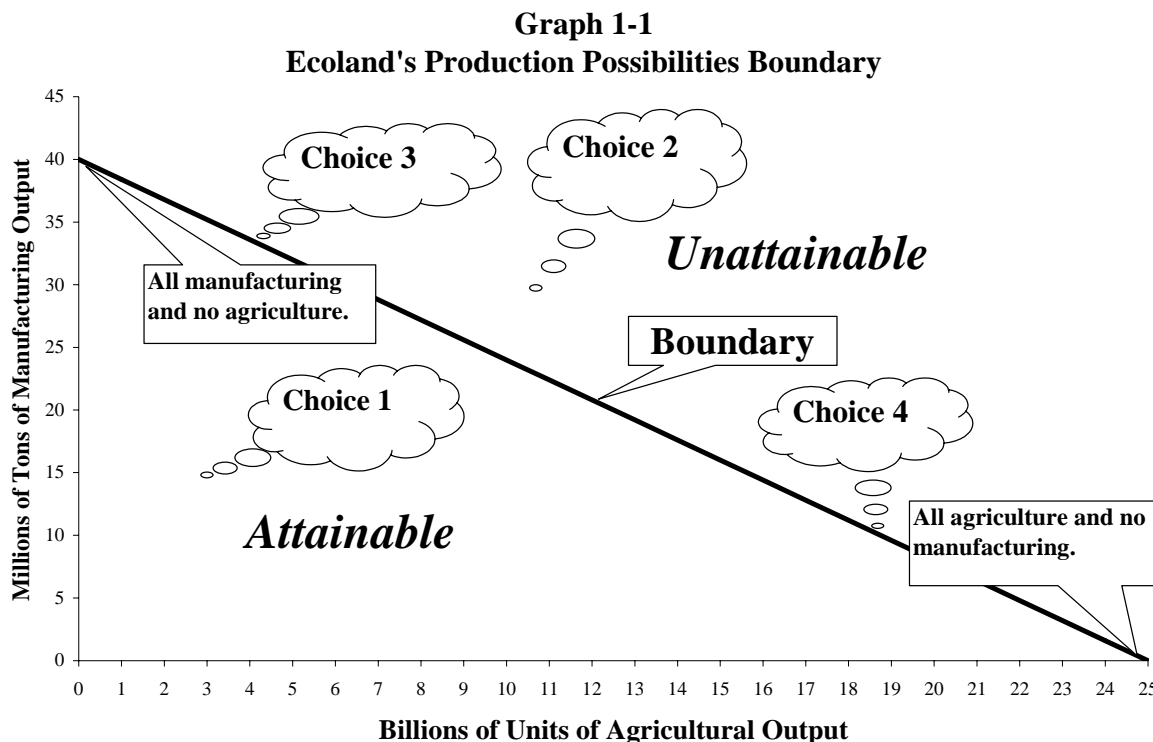 Graph 1-1
Ecoland's Production Possibilities Boundary
Millions of Tons of Manufacturing Output
45
40
35
30
25
20
15
10
5
0
Choice 3
Choice 2
Unattainable
All manufacturing
and no agriculture.
Boundary
Choice 1
Choice 4
Attainable
All agriculture and no
manufacturing.
0 1 2 3 4 5 6 7 8 9 10 11 12 13 14 15 16 17 18 19 20 21 22 23 24 25
Billions of Units of Agricultural Output